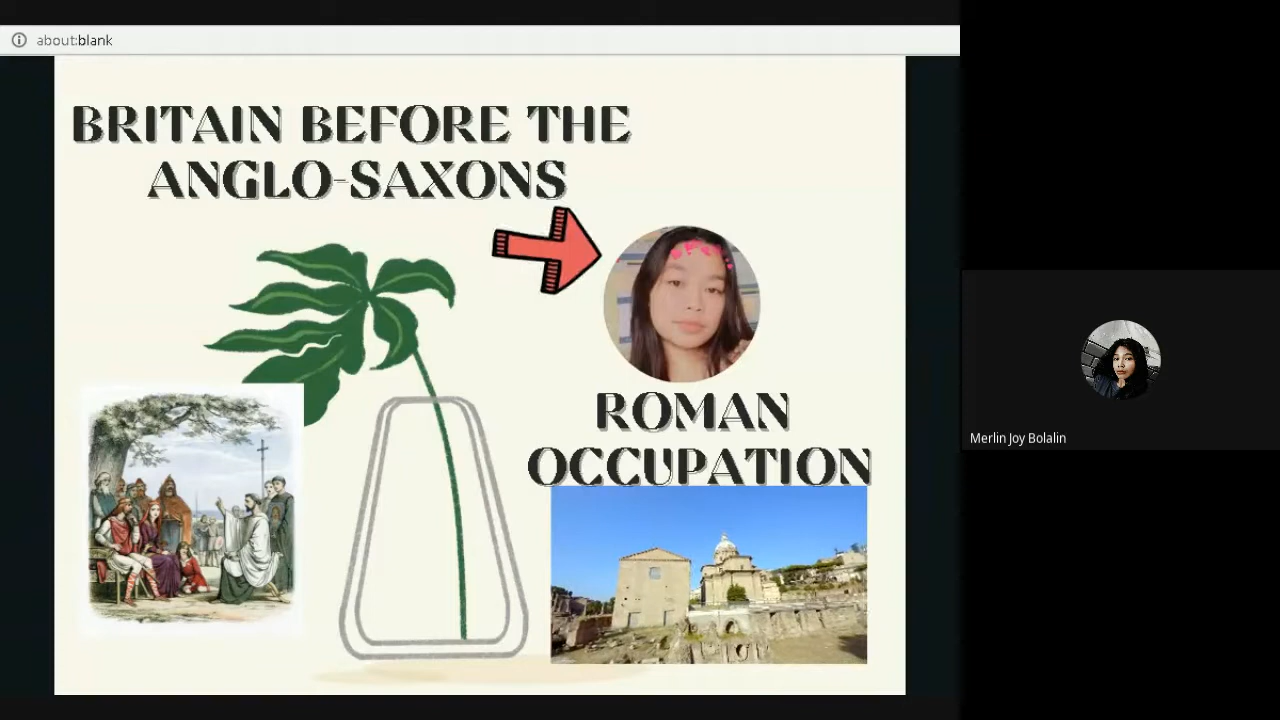 about:blank
BRITAIN BEFORE THE
ANGLO-SAXONS
ROMAN
OCCUPATION
Merlin Joy Bolalin